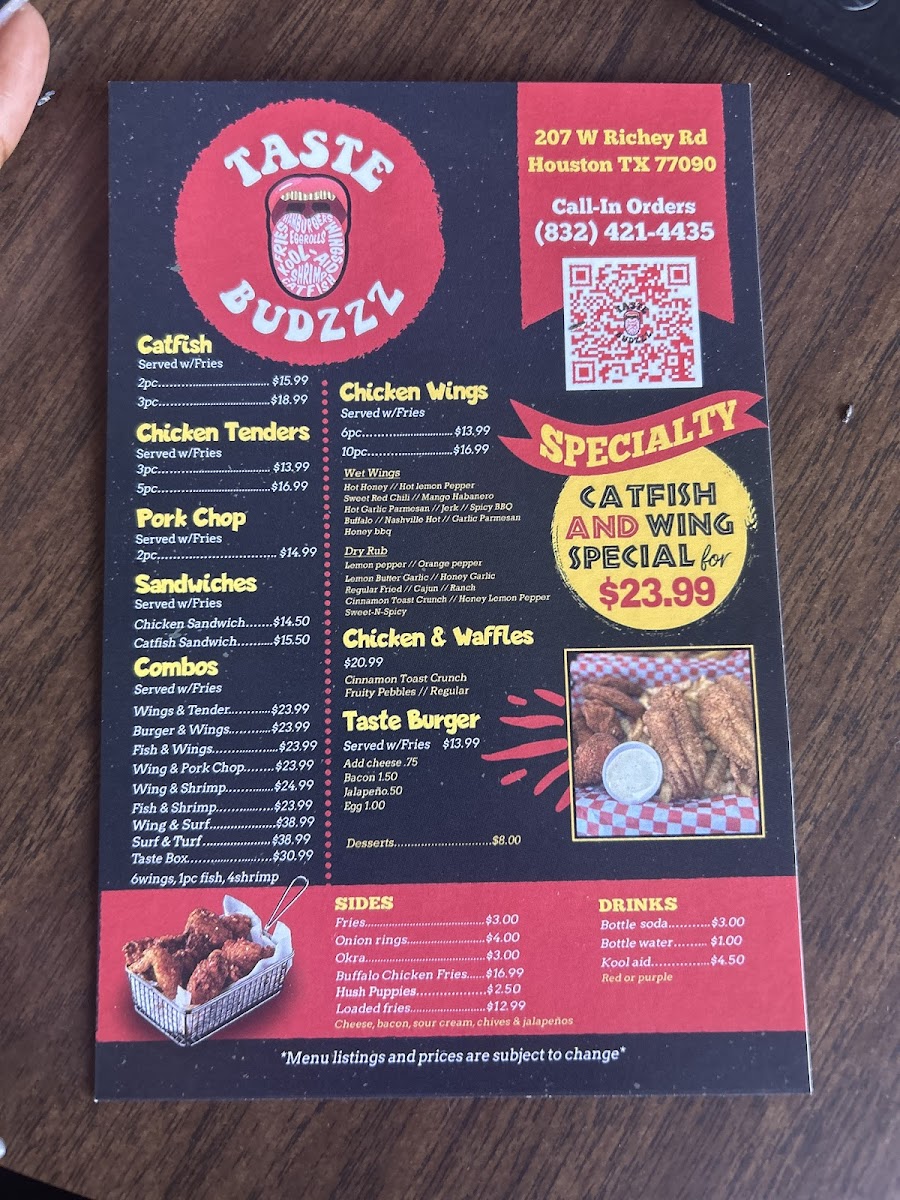 TASTE
HAMBURGERS
EGGROLLS
FRIES
WINGS
KOOL-AID
SHRIMP
CATFISH
BUDZZZ
207 W Richey Rd
Houston TX 77090
Call-In Orders
(832) 421-4435
TASTE
BUDZZZ
Catfish
Served w/Fries
2pc............................... $15.99
3pc...............................$18.99
Chicken Tenders
Served w/Fries
3pc............................... $13.99
5pc...............................$16.99
Pork Chop
Served w/Fries
2pc................................. $14.99
Sandwiches
Served w/Fries
Chicken Sandwich.......$14.50
Catfish Sandwich.........$15.50
Combos
Served w/Fries
Wings & Tender...........$23.99
Burger & Wings...........$23.99
Fish & Wings.................$23.99
Wing & Pork Chop........$23.99
Wing & Shrimp.............$24.99
Fish & Shrimp...............$23.99
Wing & Surf..................$38.99
Surf & Turf...................$38.99
Taste Box.......................$30.99
6wings, 1pc fish, 4shrimp
Chicken Wings
Served w/Fries
6pc......................... $13.99
10pc........................$16.99
Wet Wings
Hot Honey // Hot lemon Pepper
Sweet Red Chili // Mango Habanero
Hot Garlic Parmesan // Jerk // Spicy BBQ
Buffalo // Nashville Hot // Garlic Parmesan
Honey bbq
Dry Rub
Lemon pepper // Orange pepper
Lemon Butter Garlic // Honey Garlic
Regular Fried // Cajun // Ranch
Cinnamon Toast Crunch // Honey Lemon Pepper
Sweet-N-Spicy
Chicken & Waffles
$20.99
Cinnamon Toast Crunch
Fruity Pebbles // Regular
Taste Burger
Served w/Fries $13.99
Add cheese .75
Bacon 1.50
Jalapeño.50
Egg 1.00
Desserts.............................$8.00
SPECIALTY
CATFISH
AND WING
SPECIAL for
$23.99
SIDES
Fries...................................$3.00
Onion rings.......................$4.00
Okra...................................$3.00
Buffalo Chicken Fries.....$16.99
Hush Puppies.................$2.50
Loaded fries....................$12.99
Cheese, bacon, sour cream, chives & jalapeños
DRINKS
Bottle soda...........$3.00
Bottle water......... $1.00
Kool aid................$4.50
Red or purple
*Menu listings and prices are subject to change*